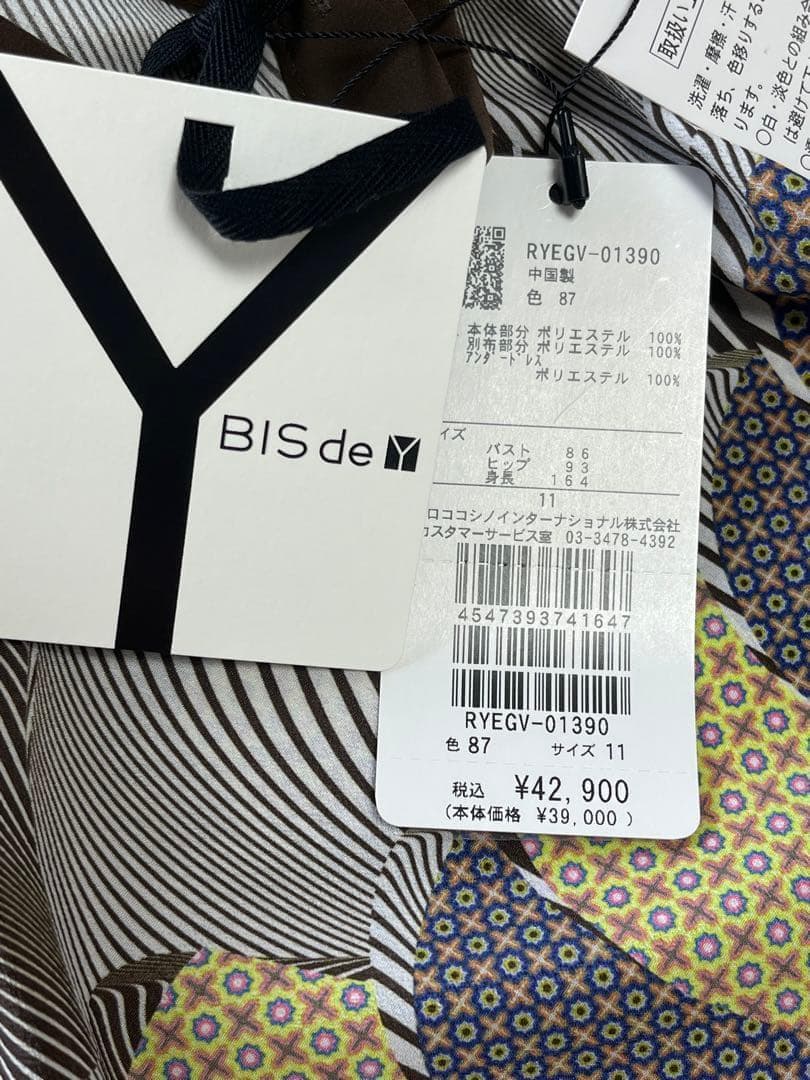 BIS de Y
取扱い
洗濯・摩擦・汗
落ち、色移りする
ります。
○白・淡色との組
は避けて
RYEGV-01390
中国製
色 87
本体部分 ポリエステル 100%
別布部分 ポリエステル 100%
アンダードレス
ポリエステル 100%
イズ
バスト 86
ヒップ 93
身長 164
11
ロココシノインターナショナル株式会社
カスタマーサービス室 03-3478-4392
4547393741647
RYEGV-01390
色 87 サイズ 11
税込 ¥42,900
(本体価格 ¥39,000 )